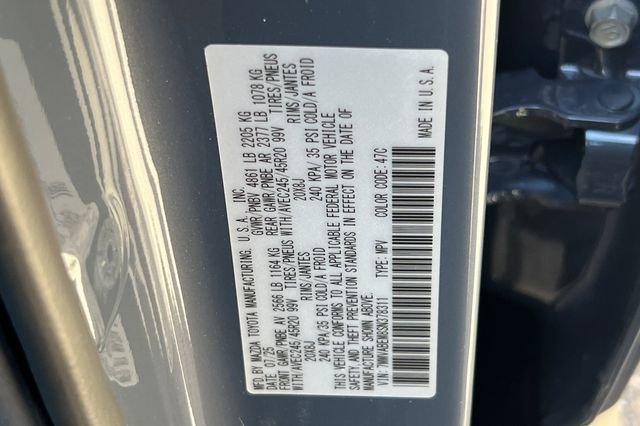 MFD.BY MAZDA TOYOTA MANUFACTURING, U.S.A. INC.
DATE 07/25 GWR/PNBV 4861 LB 2205 KG
FRONT GAWR/PNBE AV 2566 LB 1164 KG REAR GAWR/PNBE AR 2377 LB 1078 KG
WITH/AVEC245/45R20 99V TIRES/PNEUS WITH/AVEC245/45R20 99V TIRES/PNEUS
20X8J RIMS/JANTES 20X8J RIMS/JANTES
240 KPA/35 PSI COLD/A FROID 240 KPA/35 PSI COLD/A FROID
THIS VEHICLE CONFORMS TO ALL APPLICABLE FEDERAL MOTOR VEHICLE
SAFETY AND THEFT PREVENTION STANDARDS IN EFFECT ON THE DATE OF
MANUFACTURE SHOWN ABOVE.
TYPE: MPV COLOR CODE: 47C
MADE IN U.S.A.